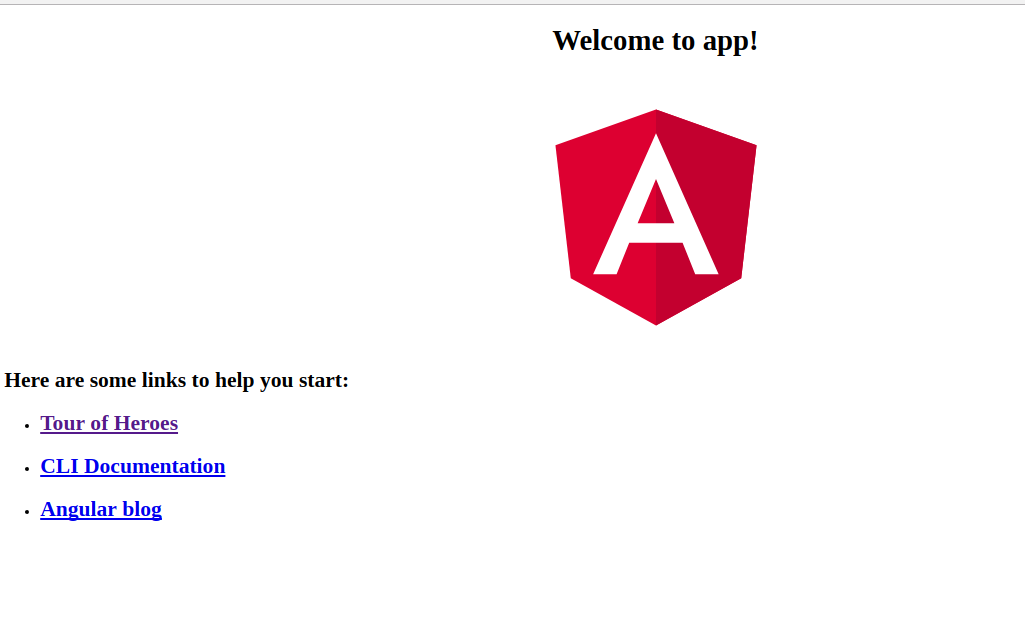 Welcome to app!
A
Here are some links to help you start:
Tour of Heroes
CLI Documentation
Angular blog